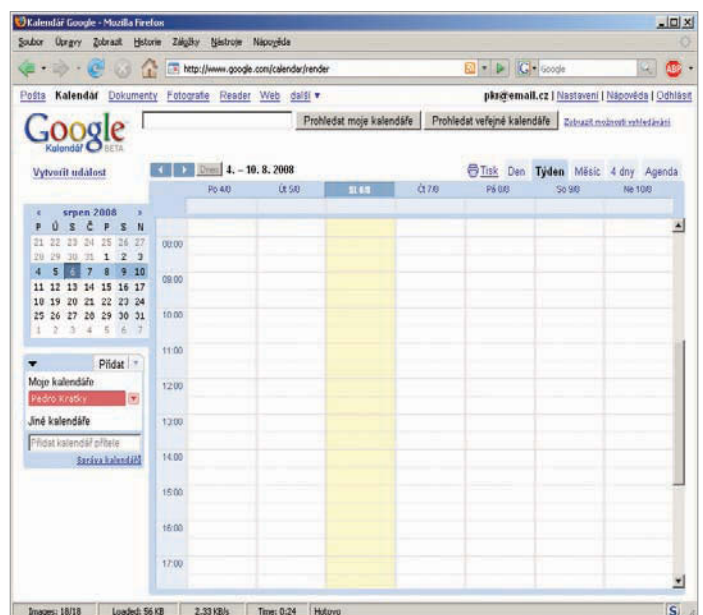 Kalendář Google - Mozilla Firefox
Soubor Úpravy Zobrazit Historie Záložky Nástroje Nápověda
http://www.google.com/calendar/render
Google
ABP
Pošta Kalendář Dokumenty Fotografie Reader Web další ▼
pkr@email.cz | Nastavení | Nápověda | Odhlásit
Google
Kalendář BETA
Prohledat moje kalendáře
Prohledat veřejné kalendáře
Zobrazit možnosti vyhledávání
Vytvořit událost
Dnes 4. – 10. 8. 2008
Tisk Den Týden Měsíc 4 dny Agenda
Po 4/8 Út 5/8 St 6/8 Čt 7/8 Pá 8/8 So 9/8 Ne 10/8
« srpen 2008 »
P Ú S Č P S N
21 22 23 24 25 26 27
28 29 30 31 1 2 3
4 5 6 7 8 9 10
11 12 13 14 15 16 17
18 19 20 21 22 23 24
25 26 27 28 29 30 31
1 2 3 4 5 6 7
Přidat
Moje kalendáře
Pedro Kratky
Jiné kalendáře
Přidat kalendář přítele
Správa kalendářů
08:00
09:00
10:00
11:00
12:00
13:00
14:00
15:00
16:00
17:00
Images: 18/18 Loaded: 56 KB 2.33 KB/s Time: 0:24 Hotovo
S